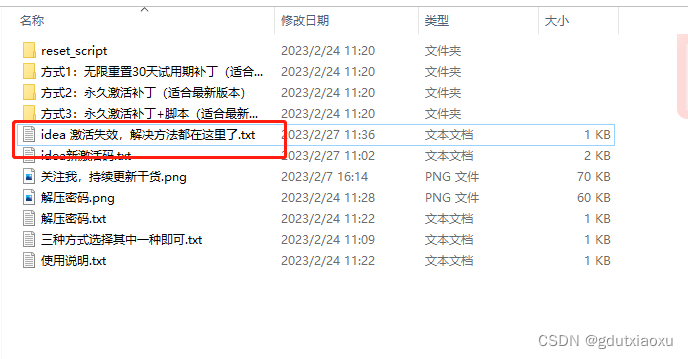 名称 修改日期 类型 大小
reset_script 2023/2/24 11:20 文件夹
方式1：无限重置30天试用期补丁（适合... 2023/2/24 11:20 文件夹
方式2：永久激活补丁（适合最新版本） 2023/2/24 11:20 文件夹
方式3：永久激活补丁+脚本（适合最新... 2023/2/24 11:20 文件夹
idea 激活失效，解决方法都在这里了.txt 2023/2/27 11:36 文本文档 1 KB
idea新激活码.txt 2023/2/27 11:02 文本文档 2 KB
关注我，持续更新干货.png 2023/2/7 16:14 PNG 文件 70 KB
解压密码.png 2023/2/24 11:28 PNG 文件 60 KB
解压密码.txt 2023/2/24 11:22 文本文档 1 KB
三种方式选择其中一种即可.txt 2023/2/24 11:09 文本文档 1 KB
使用说明.txt 2023/2/24 11:22 文本文档 1 KB
CSDN @gdutxiaoxu